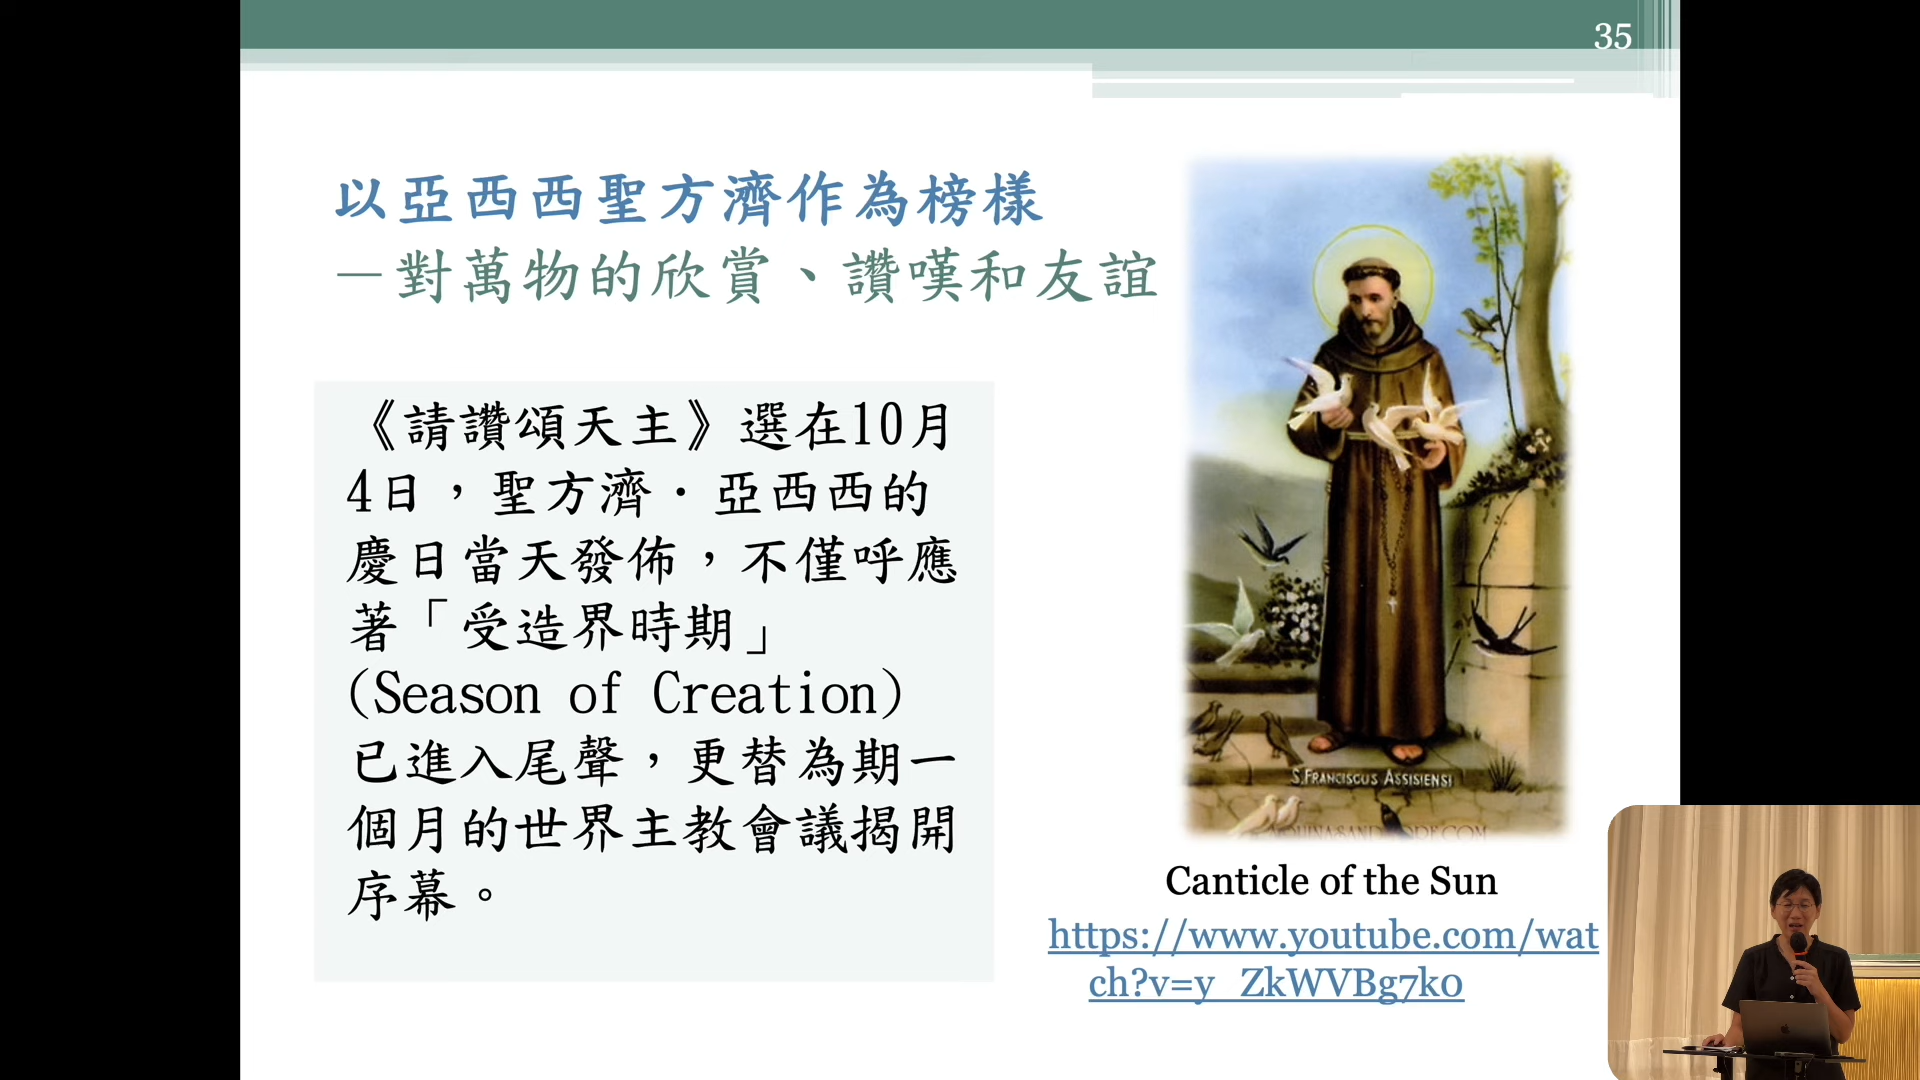 35
以亞西西聖方濟作為榜樣
－對萬物的欣賞、讚嘆和友誼
《請讚頌天主》選在10月
4日，聖方濟．亞西西的
慶日當天發佈，不僅呼應
著「受造界時期」
(Season of Creation)
已進入尾聲，更替為期一
個月的世界主教會議揭開
序幕。
S. FRANCISCUS ASSISIENSI
Canticle of the Sun
https://www.youtube.com/wat
ch?v=y_ZkWVBg7k0